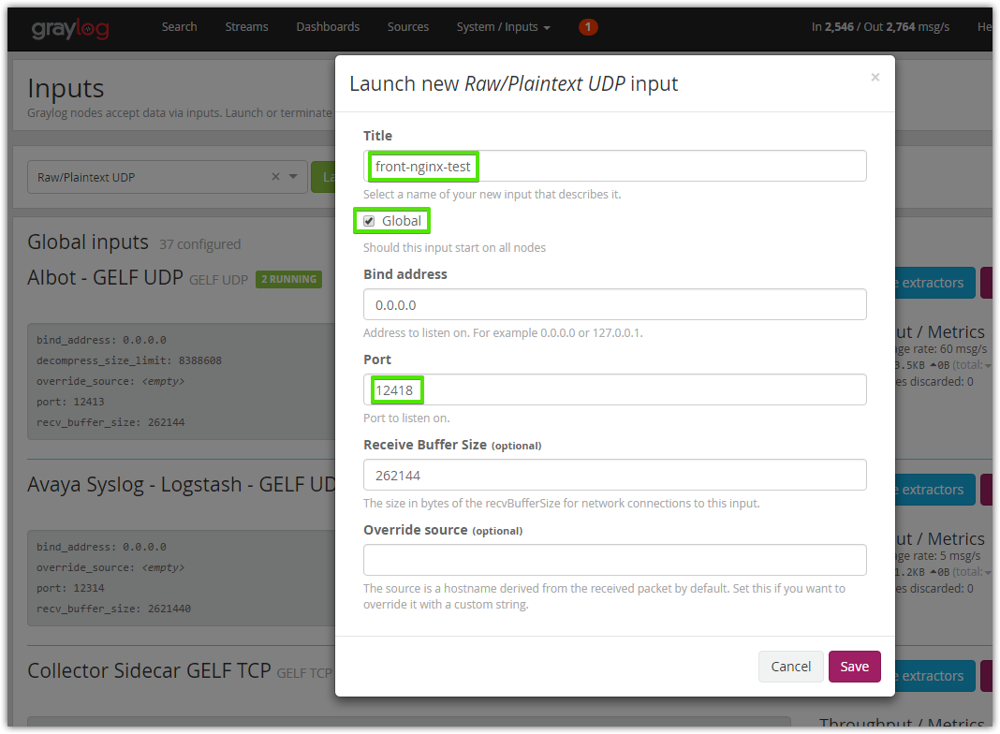 graylog
Search Streams Dashboards Sources System / Inputs 1 In 2,546 / Out 2,764 msg/s He
Inputs
Graylog nodes accept data via inputs. Launch or terminate
Raw/Plaintext UDP
La
Global inputs 37 configured
AIbot - GELF UDP GELF UDP 2 RUNNING
bind_address: 0.0.0.0
decompress_size_limit: 8388608
override_source: <empty>
port: 12413
recv_buffer_size: 262144
Avaya Syslog - Logstash - GELF UD
bind_address: 0.0.0.0
override_source: <empty>
port: 12314
recv_buffer_size: 2621440
Collector Sidecar GELF TCP GELF TCP
Launch new Raw/Plaintext UDP input ×
Title
front-nginx-test
Select a name of your new input that describes it.
Global
Should this input start on all nodes
Bind address
0.0.0.0
Address to listen on. For example 0.0.0.0 or 127.0.0.1.
Port
12418
Port to listen on.
Receive Buffer Size (optional)
262144
The size in bytes of the recvBufferSize for network connections to this input.
Override source (optional)
The source is a hostname derived from the received packet by default. Set this if you want to
override it with a custom string.
Cancel Save
e extractors
ut / Metrics
ge rate: 60 msg/s
3.5KB 0B (total:
es discarded: 0
e extractors
ut / Metrics
ge rate: 5 msg/s
1.2KB 0B (total:
es discarded: 0
e extractors
Throughput / Metrics